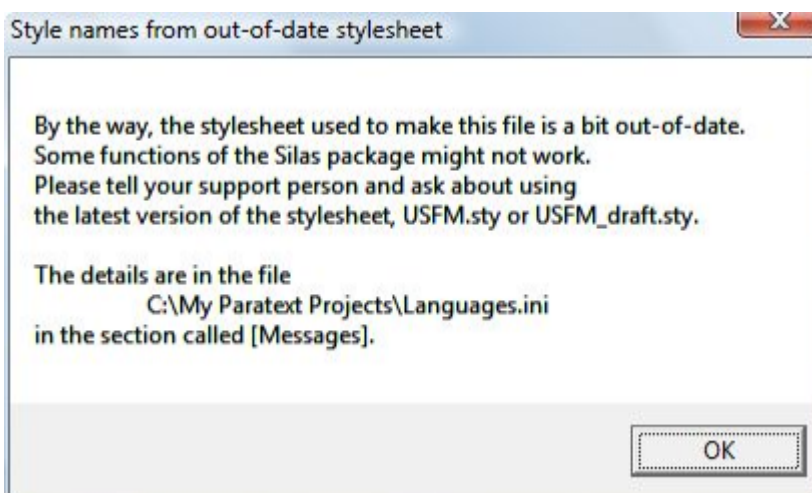 Style names from out-of-date stylesheet
By the way, the stylesheet used to make this file is a bit out-of-date.
Some functions of the Silas package might not work.
Please tell your support person and ask about using
the latest version of the stylesheet, USFM.sty or USFM_draft.sty.
The details are in the file
C:\My Paratext Projects\Languages.ini
in the section called [Messages].
OK